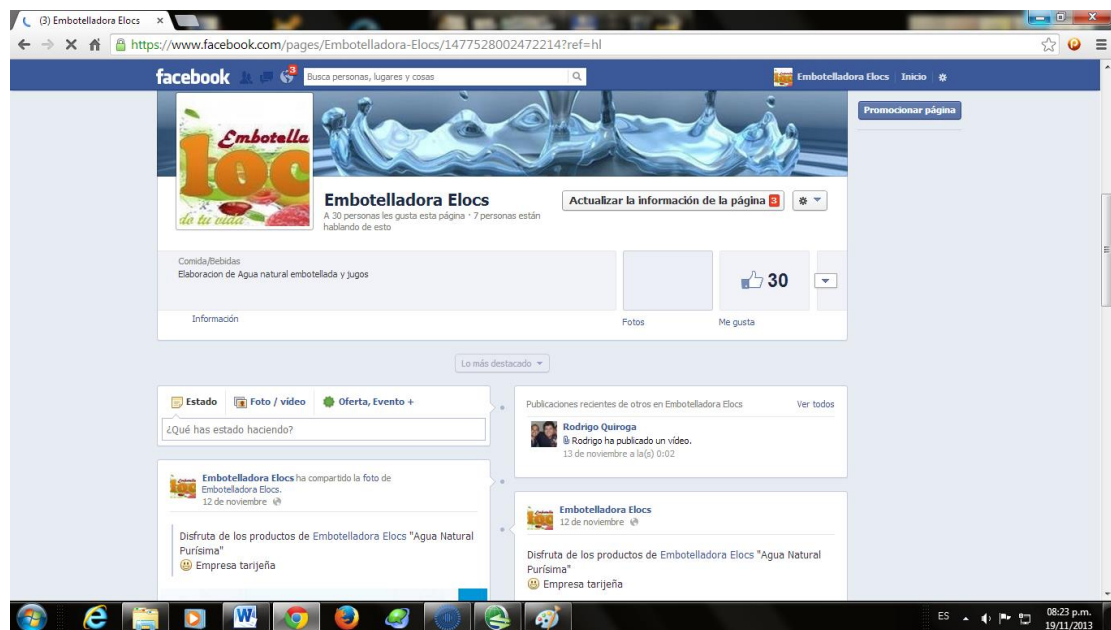 (3) Embotelladora Elocs
https://www.facebook.com/pages/Embotelladora-Elocs/1477528002472214?ref=hl
facebook
3
Busca personas, lugares y cosas
Embotelladora Elocs
Inicio
Promocionar página
Embotella
loc
de tu vida
Embotelladora Elocs
A 30 personas les gusta esta página · 7 personas están
hablando de esto
Actualizar la información de la página 3
Comida/Bebidas
Elaboracion de Agua natural embotellada y jugos
30
Información
Fotos
Me gusta
Lo más destacado
Estado
Foto / vídeo
Oferta, Evento +
¿Qué has estado haciendo?
Publicaciones recientes de otros en Embotelladora Elocs
Ver todos
Rodrigo Quiroga
Rodrigo ha publicado un vídeo.
13 de noviembre a la(s) 0:02
Embotelladora Elocs ha compartido la foto de
Embotelladora Elocs.
12 de noviembre
Disfruta de los productos de Embotelladora Elocs "Agua Natural
Purísima"
Empresa tarijeña
Embotelladora Elocs
12 de noviembre
Disfruta de los productos de Embotelladora Elocs "Agua Natural
Purísima"
Empresa tarijeña
ES
08:23 p.m.
19/11/2013